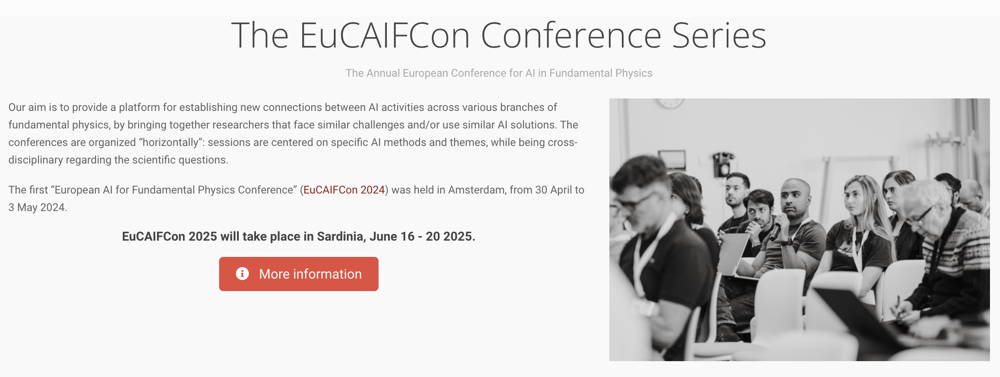 The EuCAIFCon Conference Series
The Annual European Conference for AI in Fundamental Physics
Our aim is to provide a platform for establishing new connections between AI activities across various branches of
fundamental physics, by bringing together researchers that face similar challenges and/or use similar AI solutions. The
conferences are organized “horizontally”: sessions are centered on specific AI methods and themes, while being cross-
disciplinary regarding the scientific questions.
The first “European AI for Fundamental Physics Conference” (EuCAIFCon 2024) was held in Amsterdam, from 30 April to
3 May 2024.
EuCAIFCon 2025 will take place in Sardinia, June 16 - 20 2025.
More information